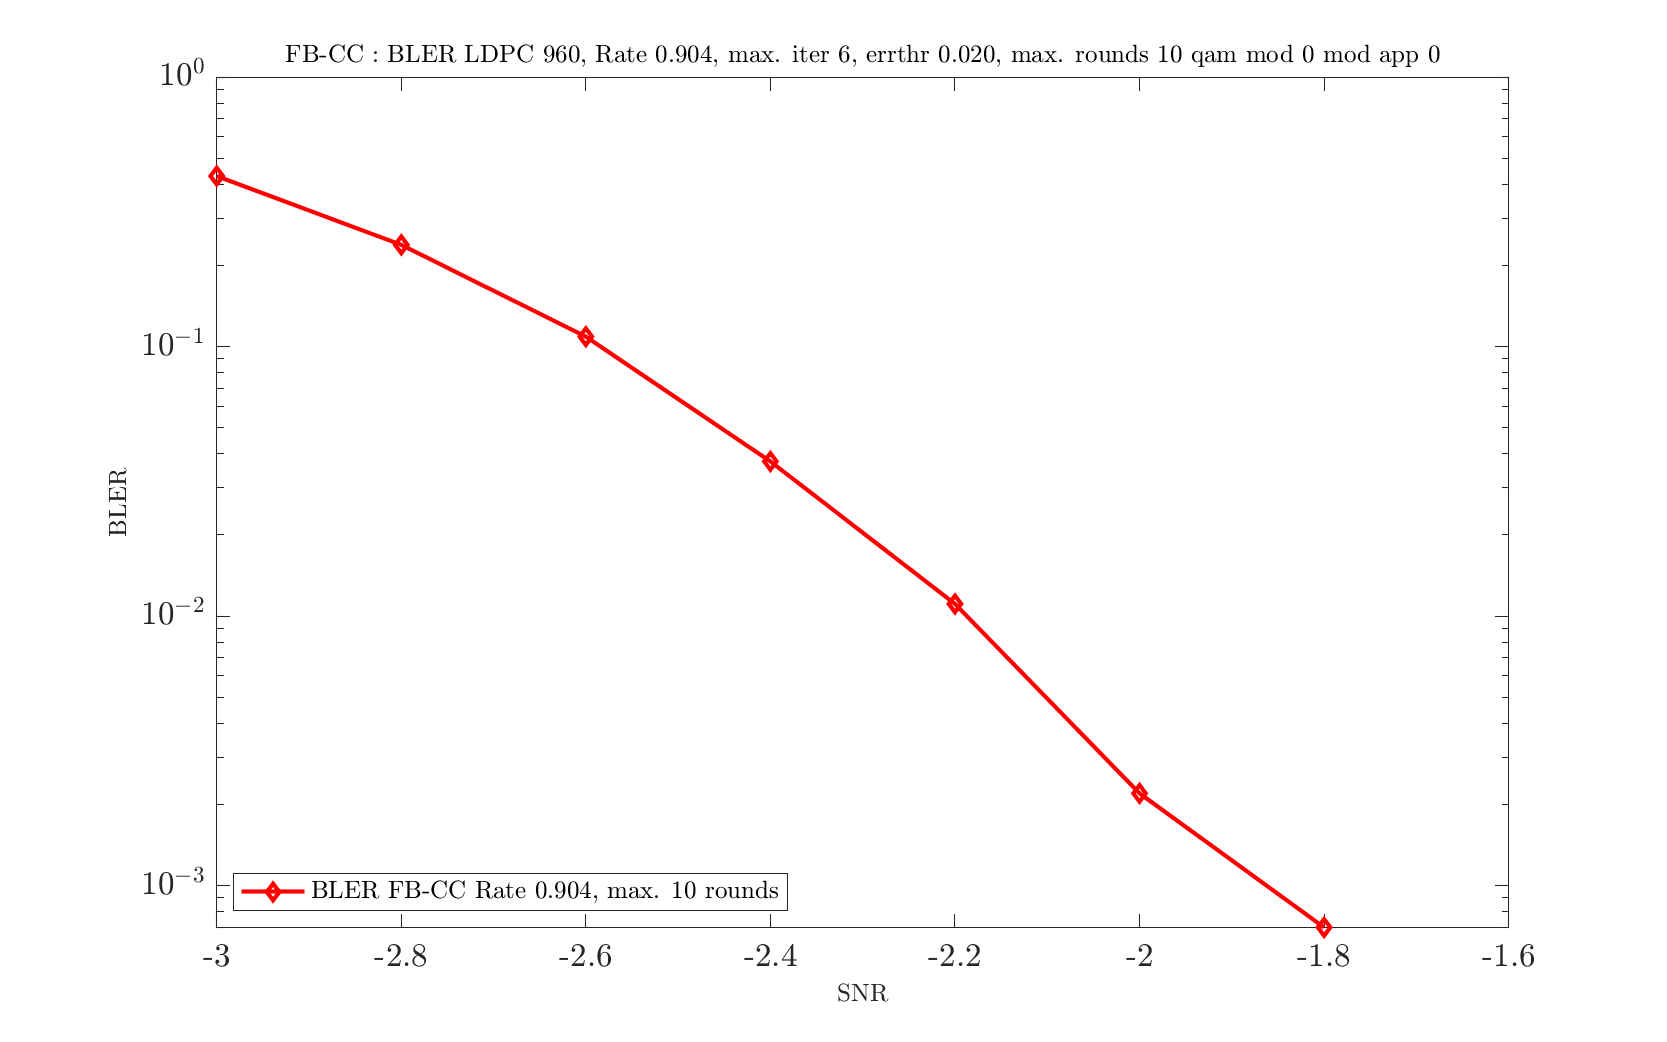 FB-CC : BLER LDPC 960, Rate 0.904, max. iter 6, errthr 0.020, max. rounds 10 qam mod 0 mod app 0
10^0
10^-1
10^-2
10^-3
BLER
BLER FB-CC Rate 0.904, max. 10 rounds
-3 -2.8 -2.6 -2.4 -2.2 -2 -1.8 -1.6
SNR